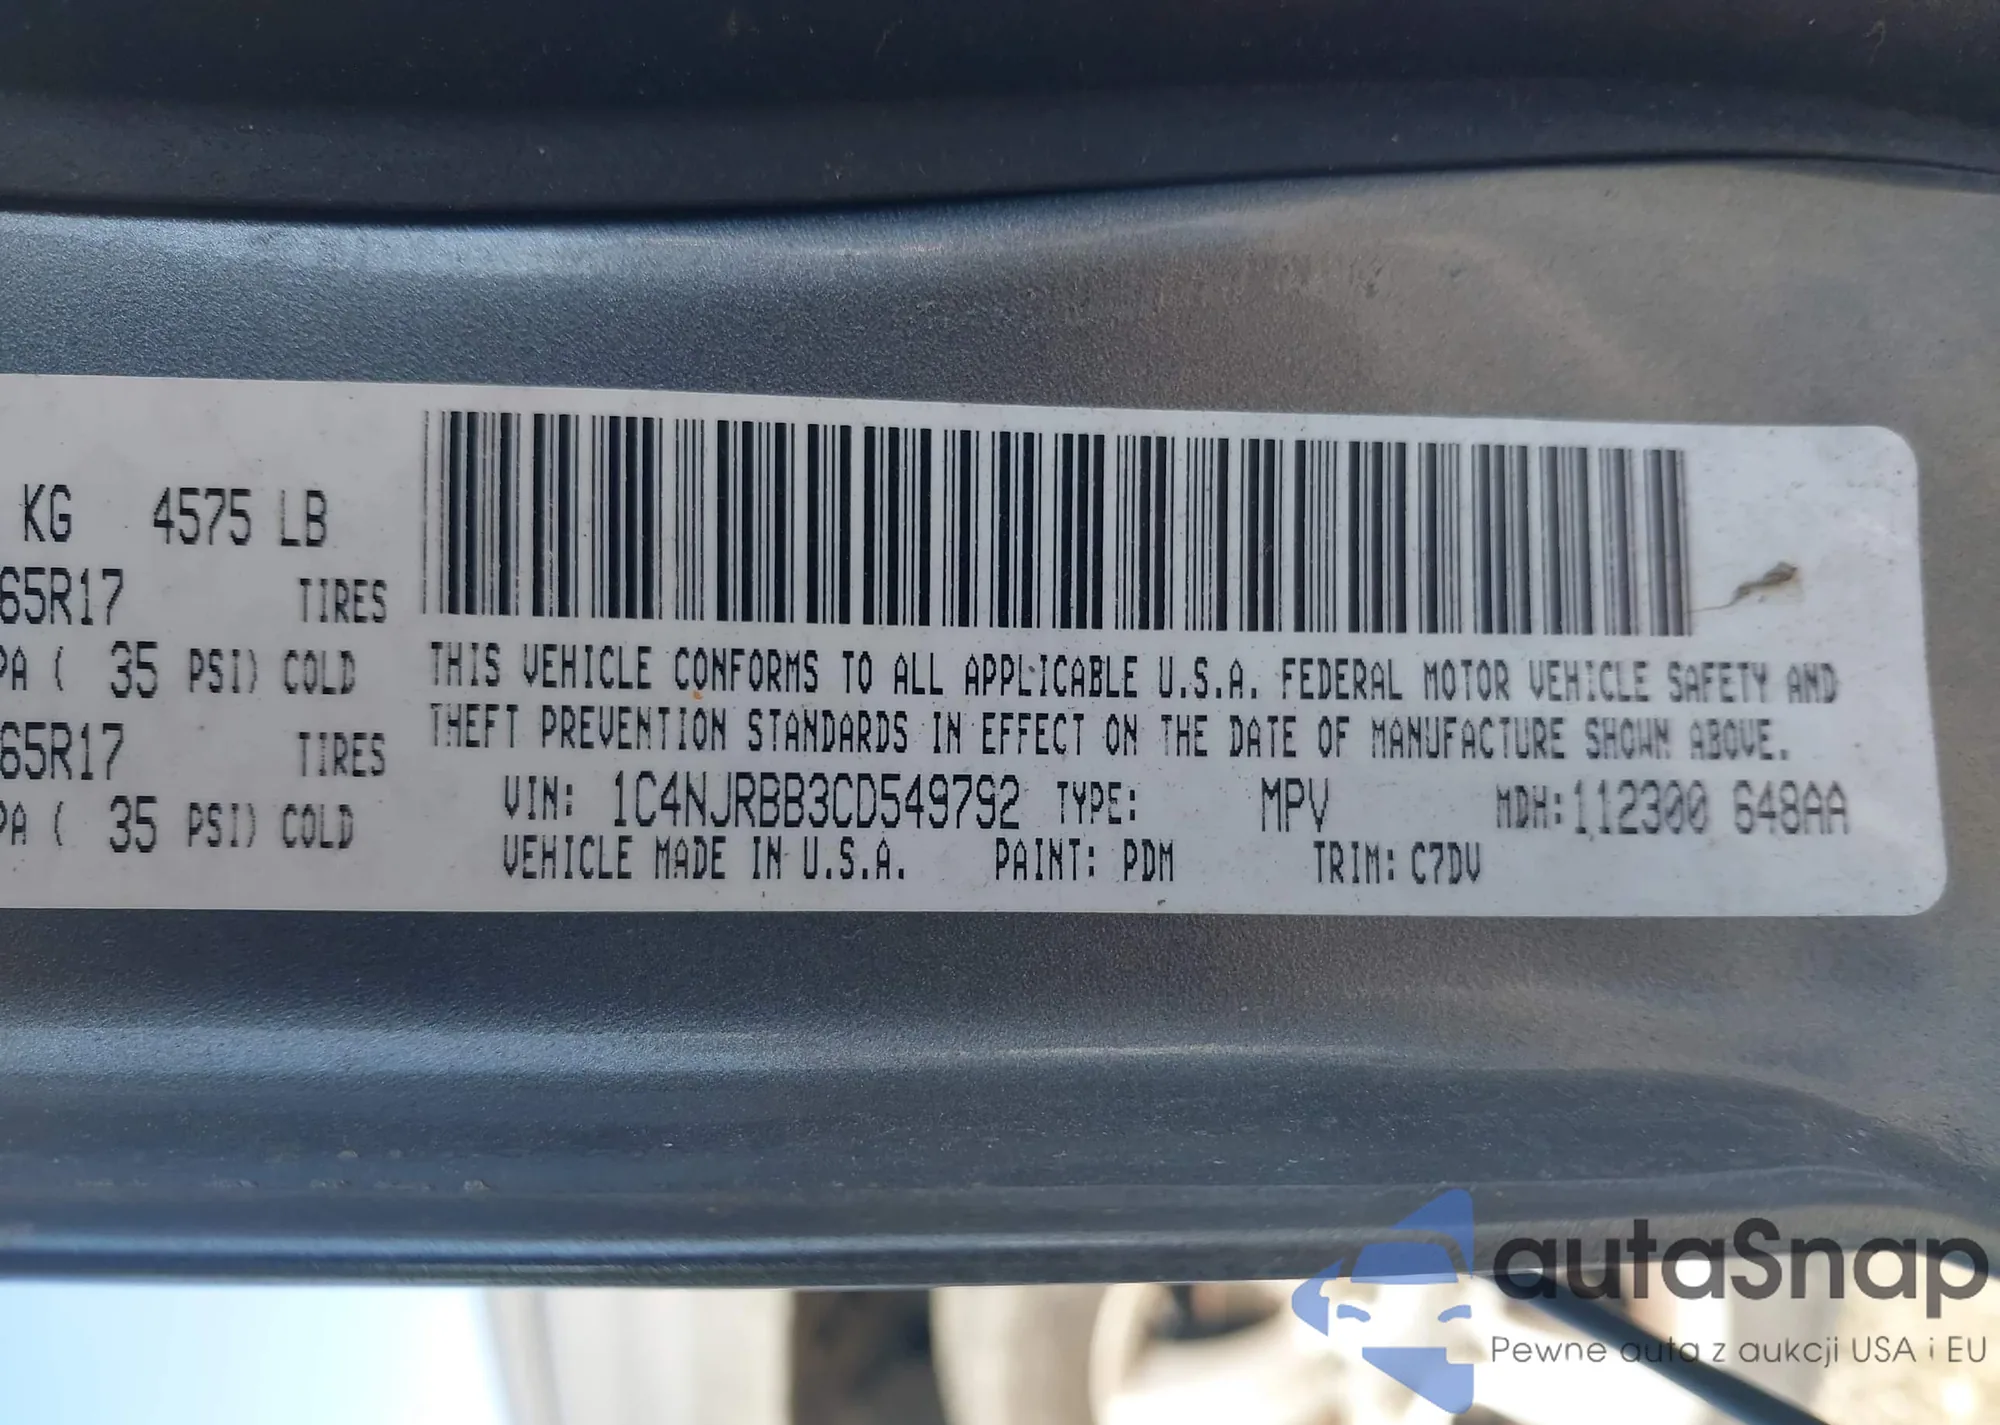 KG 4575 LB
65R17 TIRES
PA ( 35 PSI) COLD
65R17 TIRES
PA ( 35 PSI) COLD
THIS VEHICLE CONFORMS TO ALL APPLICABLE U.S.A. FEDERAL MOTOR VEHICLE SAFETY AND
THEFT PREVENTION STANDARDS IN EFFECT ON THE DATE OF MANUFACTURE SHOWN ABOVE.
VIN: 1C4NJRBB3CD549792 TYPE: MPV MDH:112300 648AA
VEHICLE MADE IN U.S.A. PAINT: PDM TRIM: C7DV
autaSnap
Pewne auta z aukcji USA i EU